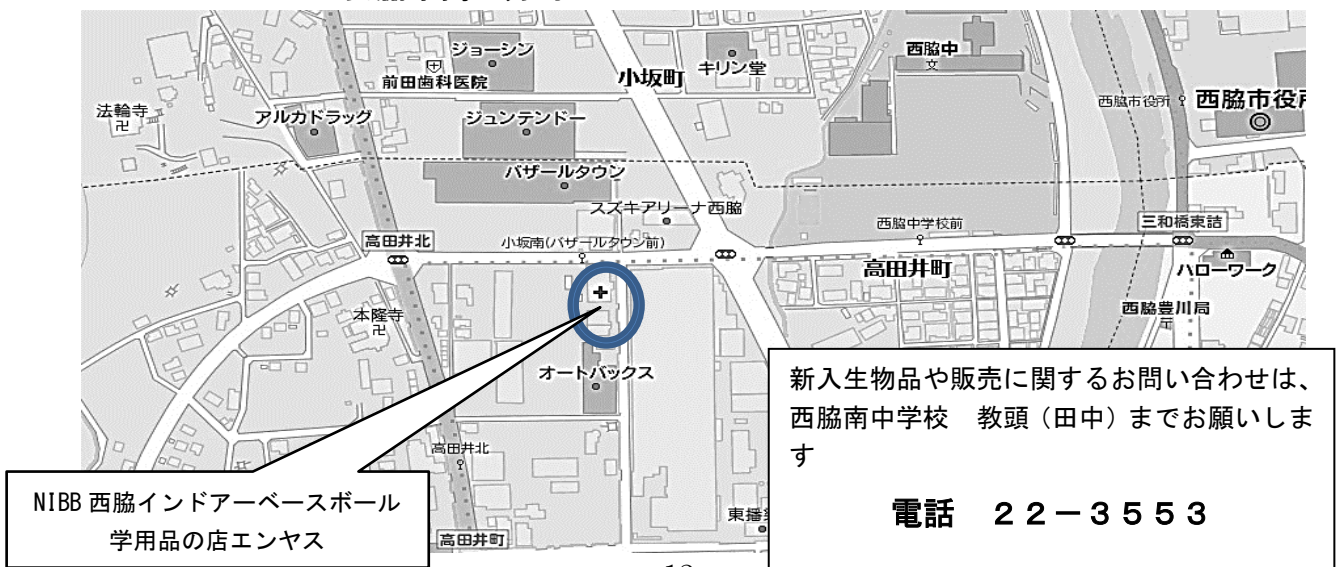 ジョーシン
西脇中
文
前田歯科医院
小坂町
キリン堂
法輪寺
卍
アルカドラッグ
ジュンテンドー
西脇市役所
西脇市役
バザールタウン
スズキアリーナ西脇
高田井北
小坂南(バザールタウン前)
西脇中学校前
三和橋東詰
高田井町
ハローワーク
本隆寺
卍
西脇豊川局
〒
オートバックス
高田井北
東播
高田井町
NIBB 西脇インドアーベースボール
学用品の店エンヤス
新入生物品や販売に関するお問い合わせは、
西脇南中学校 教頭（田中）までお願いしま
す
電話 ２２－３５５３